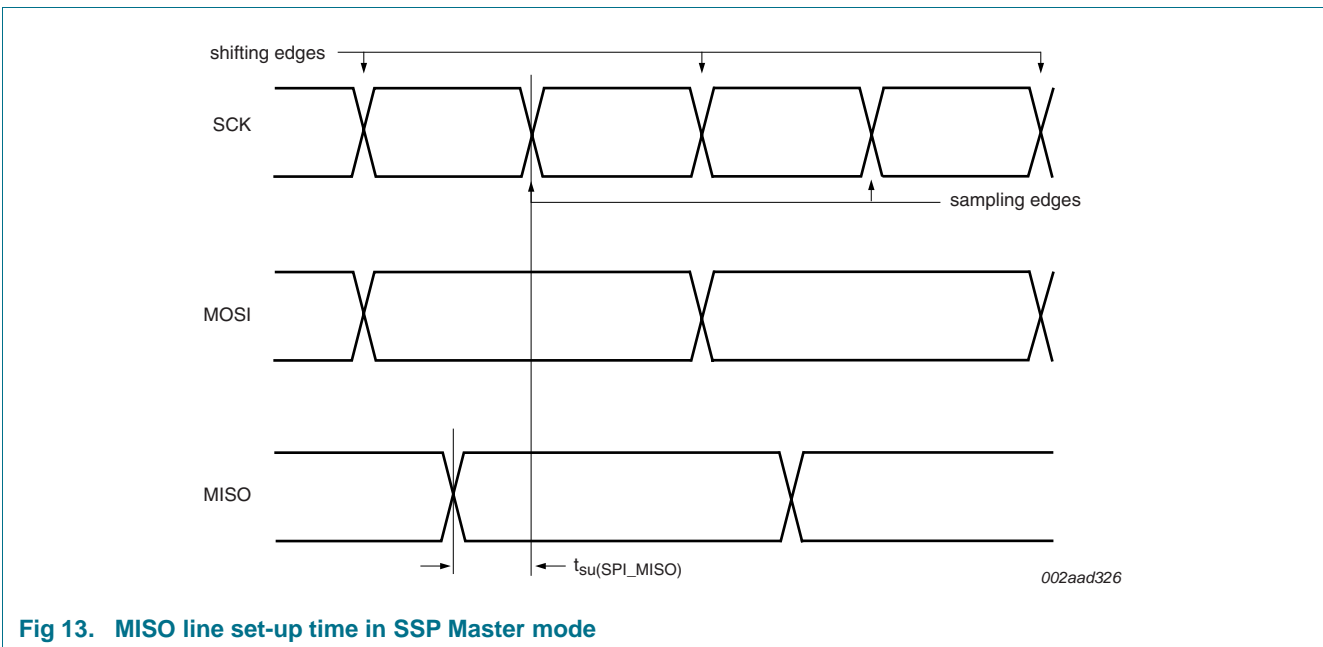 shifting edges
SCK
sampling edges
MOSI
MISO
tsu(SPI_MISO)
002aad326
Fig 13. MISO line set-up time in SSP Master mode